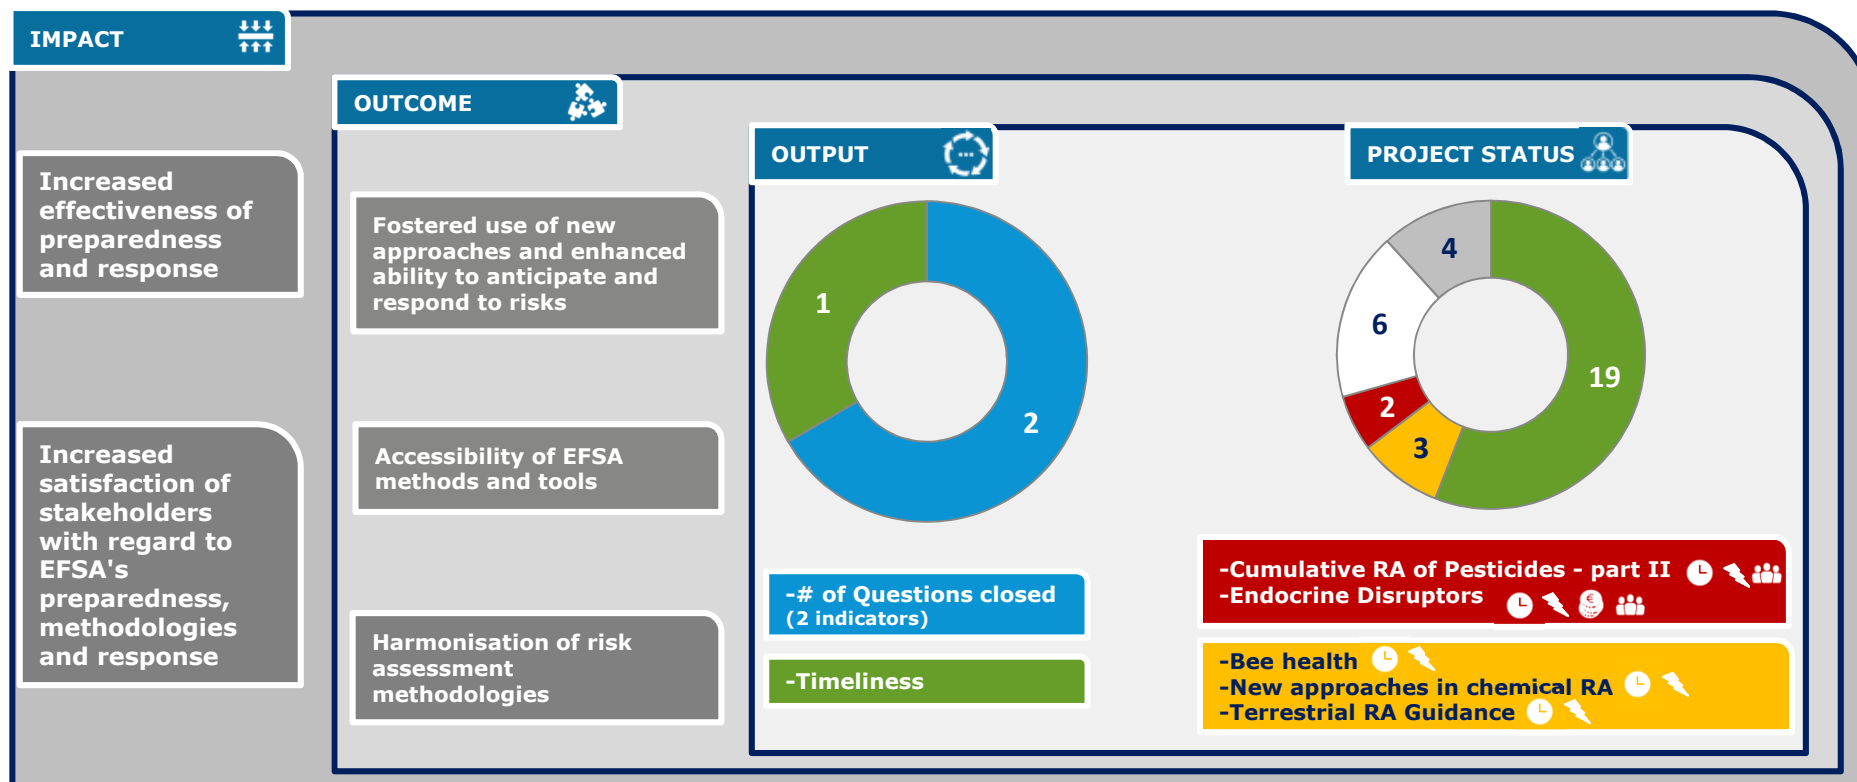 IMPACT
OUTCOME
OUTPUT
PROJECT STATUS
Increased
effectiveness of
preparedness
and response
Increased
satisfaction of
stakeholders
with regard to
EFSA's
preparedness,
methodologies
and response
Fostered use of new
approaches and enhanced
ability to anticipate and
respond to risks
Accessibility of EFSA
methods and tools
Harmonisation of risk
assessment
methodologies
1
2
-# of Questions closed
(2 indicators)
-Timeliness
4
6
2
3
19
-Cumulative RA of Pesticides - part II
-Endocrine Disruptors
€
-Bee health
-New approaches in chemical RA
-Terrestrial RA Guidance